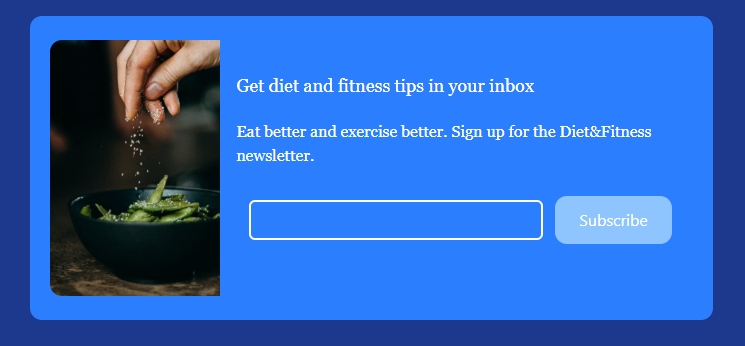 Get diet and fitness tips in your inbox
Eat better and exercise better. Sign up for the Diet&Fitness
newsletter.
Subscribe